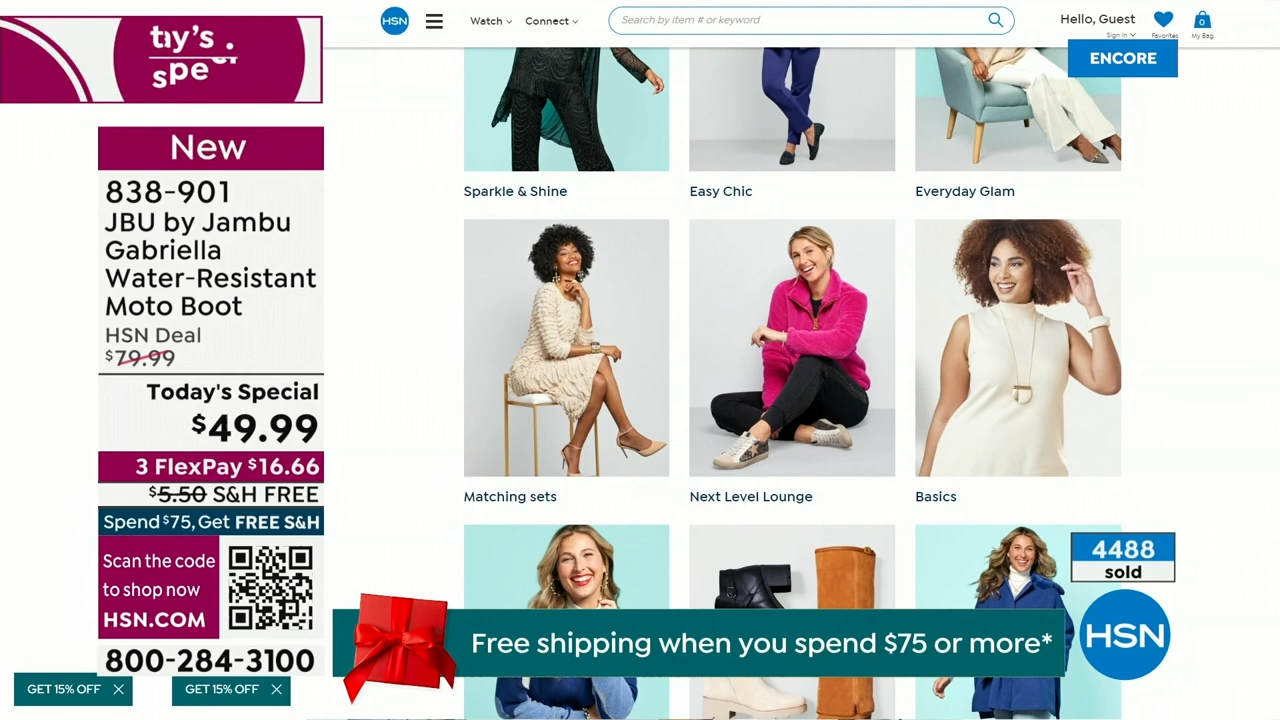 HSN
Watch
Connect
Search by item # or keyword
Hello, Guest
Sign In
Favorites
0
My Bag
ENCORE
New
838-901
JBU by Jambu
Gabriella
Water-Resistant
Moto Boot
HSN Deal
$79.99
Today's Special
$49.99
3 FlexPay $16.66
$5.50 S&H FREE
Spend $75, Get FREE S&H
Scan the code
to shop now
HSN.COM
800-284-3100
GET 15% OFF
GET 15% OFF
Sparkle & Shine
Easy Chic
Everyday Glam
Matching sets
Next Level Lounge
Basics
4488
sold
Free shipping when you spend $75 or more*
HSN